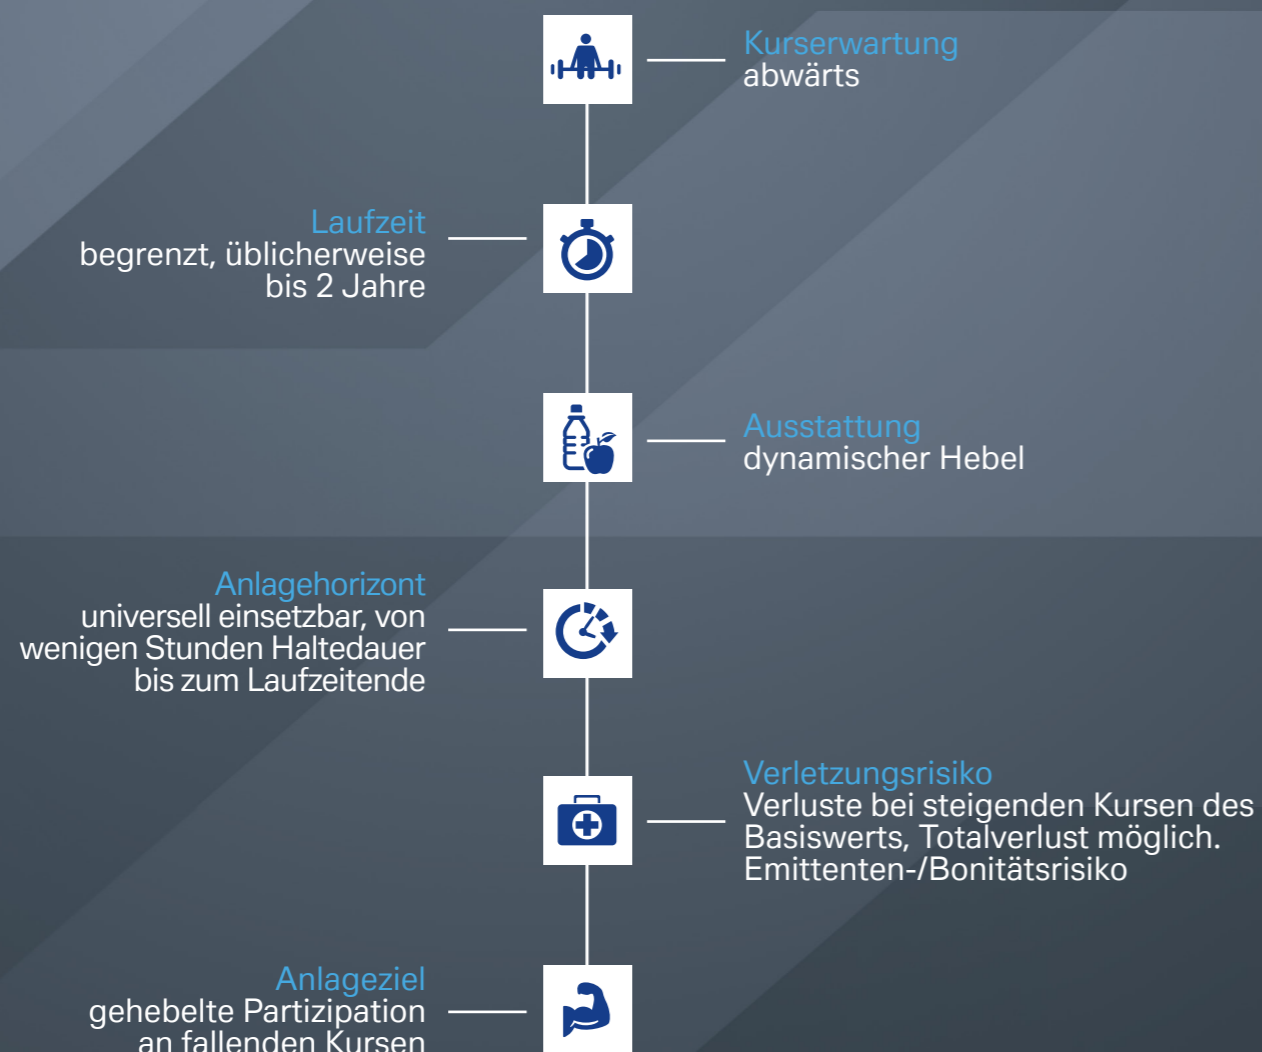 Kurserwartung
abwärts
Laufzeit
begrenzt, üblicherweise
bis 2 Jahre
Ausstattung
dynamischer Hebel
Anlagehorizont
universell einsetzbar, von
wenigen Stunden Haltedauer
bis zum Laufzeitende
Verletzungsrisiko
Verluste bei steigenden Kursen des
Basiswerts, Totalverlust möglich.
Emittenten-/Bonitätsrisiko
Anlageziel
gehebelte Partizipation
an fallenden Kursen